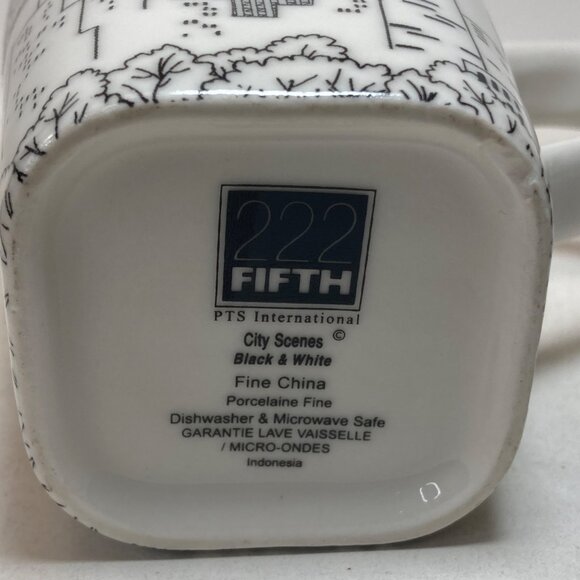 222
FIFTH
PTS International
City Scenes ©
Black & White
Fine China
Porcelaine Fine
Dishwasher & Microwave Safe
GARANTIE LAVE VAISSELLE
/ MICRO-ONDES
Indonesia